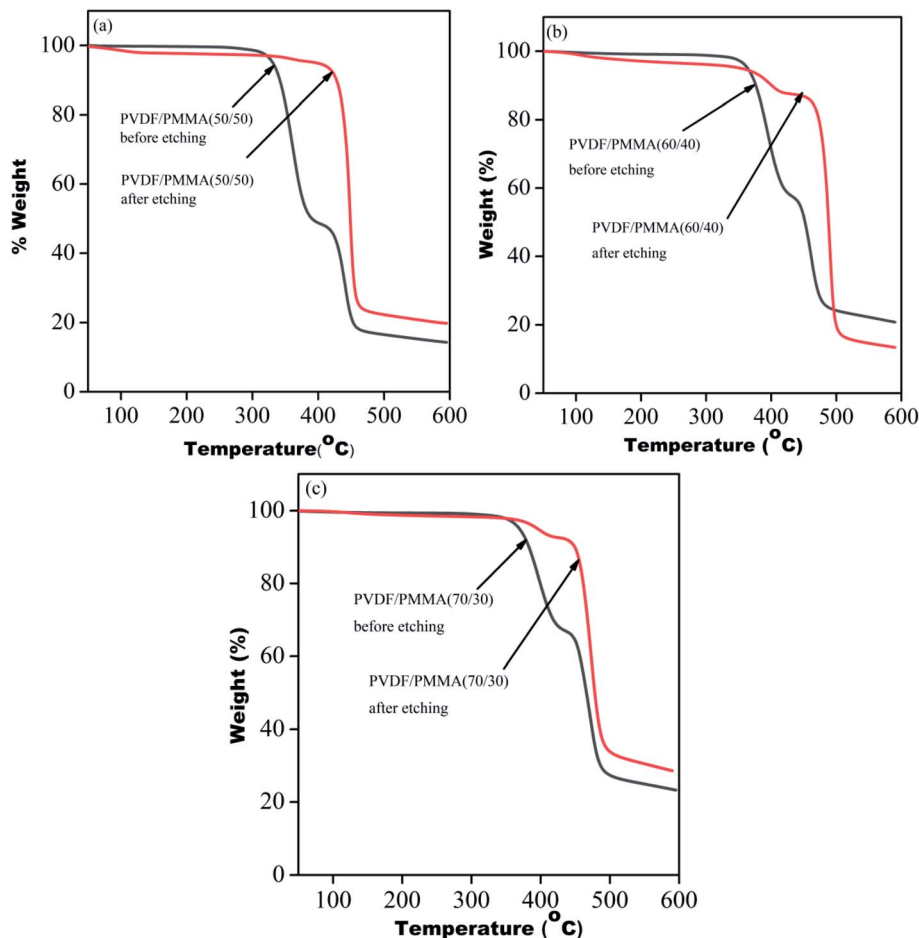 (a)
100
80
60
40
20
0
% Weight
PVDF/PMMA(50/50)
before etching
PVDF/PMMA(50/50)
after etching
100 200 300 400 500 600
Temperature(°C)
(b)
100
80
60
40
20
0
Weight (%)
PVDF/PMMA(60/40)
before etching
PVDF/PMMA(60/40)
after etching
100 200 300 400 500 600
Temperature (°C)
(c)
100
80
60
40
20
0
Weight (%)
PVDF/PMMA(70/30)
before etching
PVDF/PMMA(70/30)
after etching
100 200 300 400 500 600
Temperature (°C)